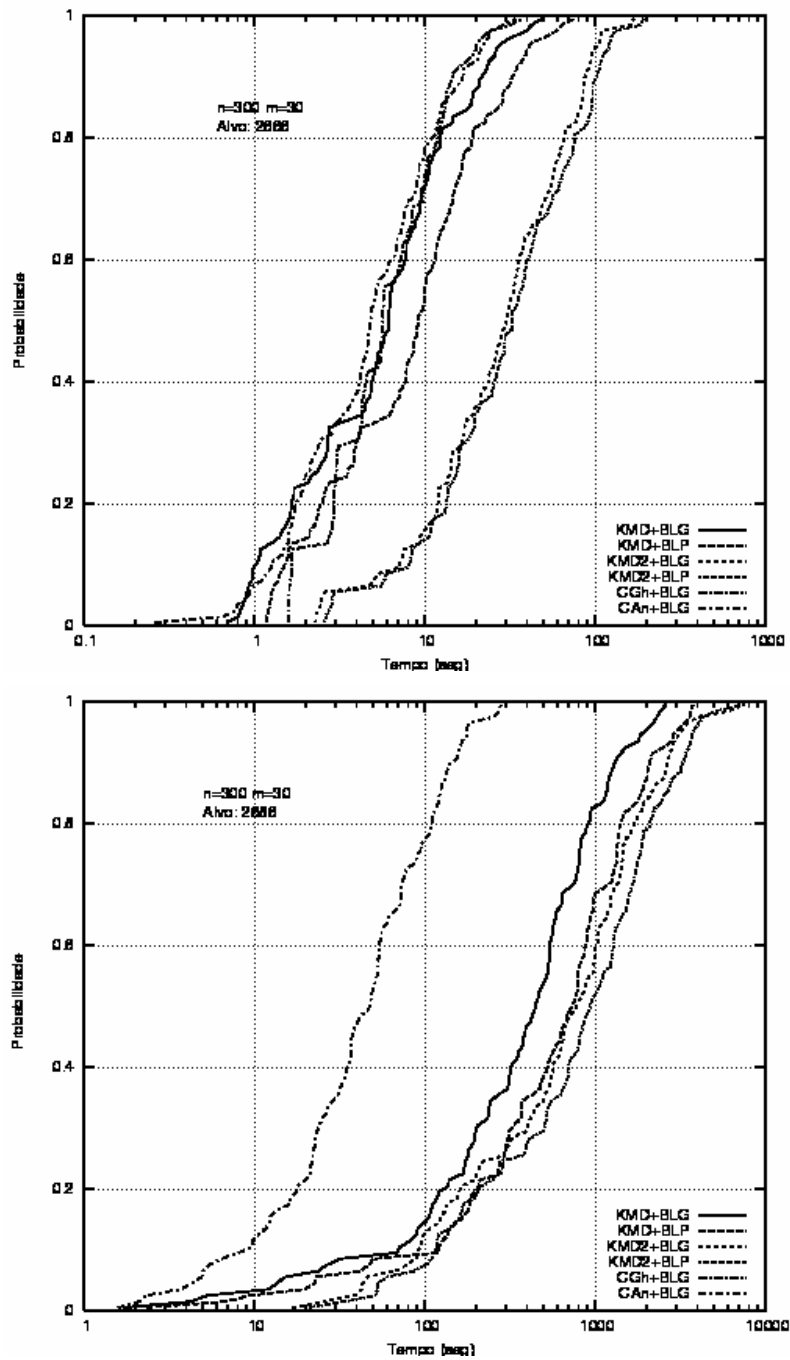 1
0.8
0.6
0.4
0.2
0
Probabilidade
n=300 m=30
Alvo:
KMD+BLG
KMD+BLP
KMD2+BLG
KMD2+BLP
CGh+BLG
CAn+BLG
0.1 1 10 100 1000
Tempo (seg)
1
0.8
0.6
0.4
0.2
0
Probabilidade
n=300 m=30
Alvo:
KMD+BLG
KMD+BLP
KMD2+BLG
KMD2+BLP
CGh+BLG
CAn+BLG
1 10 100 1000 10000
Tempo (seg)